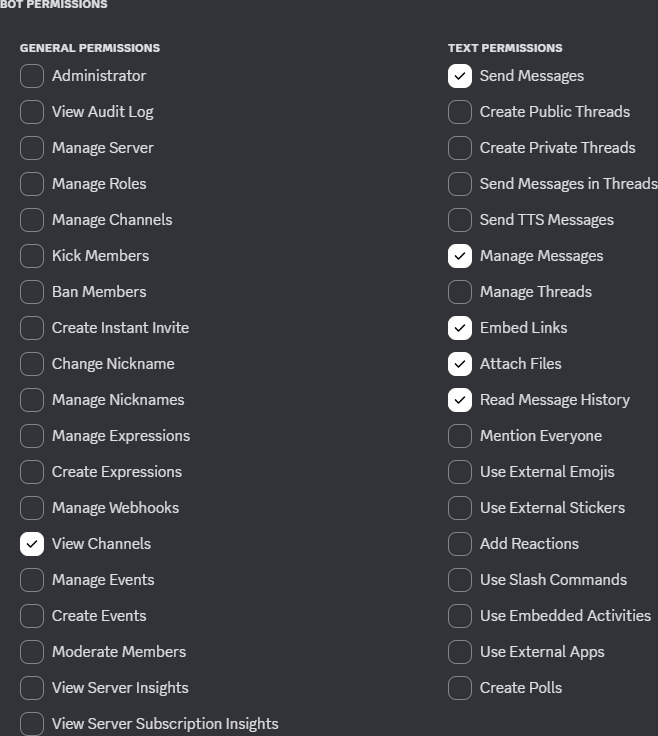 BOT PERMISSIONS
GENERAL PERMISSIONS
Administrator
View Audit Log
Manage Server
Manage Roles
Manage Channels
Kick Members
Ban Members
Create Instant Invite
Change Nickname
Manage Nicknames
Manage Expressions
Create Expressions
Manage Webhooks
View Channels
Manage Events
Create Events
Moderate Members
View Server Insights
View Server Subscription Insights
TEXT PERMISSIONS
Send Messages
Create Public Threads
Create Private Threads
Send Messages in Threads
Send TTS Messages
Manage Messages
Manage Threads
Embed Links
Attach Files
Read Message History
Mention Everyone
Use External Emojis
Use External Stickers
Add Reactions
Use Slash Commands
Use Embedded Activities
Use External Apps
Create Polls